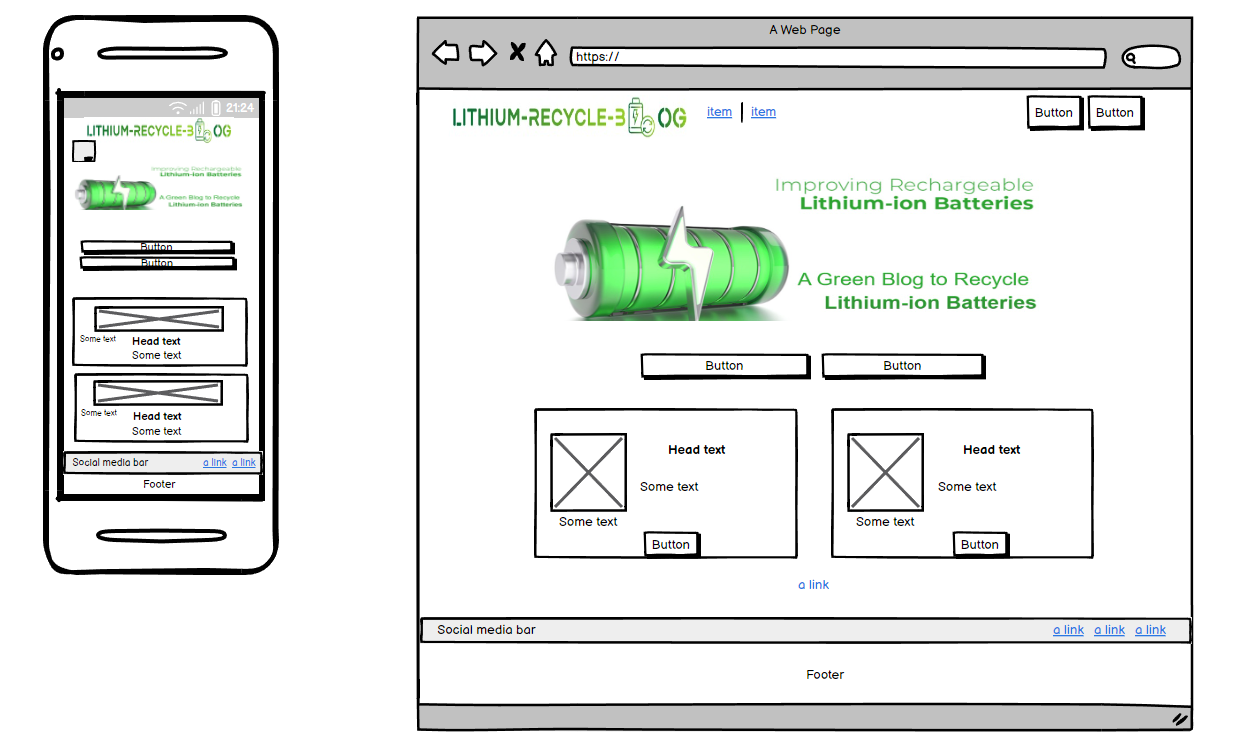 21:24
LITHIUM-RECYCLE-B OG
Improving Rechargeable
Lithium-ion Batteries
A Green Blog to Recycle
Lithium-ion Batteries
Button
Button
Some text
Head text
Some text
Some text
Head text
Some text
Social media bar a link a link
Footer
A Web Page
https://
LITHIUM-RECYCLE-B OG
item item
Button Button
Improving Rechargeable
Lithium-ion Batteries
A Green Blog to Recycle
Lithium-ion Batteries
Button Button
Head text
Some text
Some text
Button
Head text
Some text
Some text
Button
a link
Social media bar a link a link a link
Footer